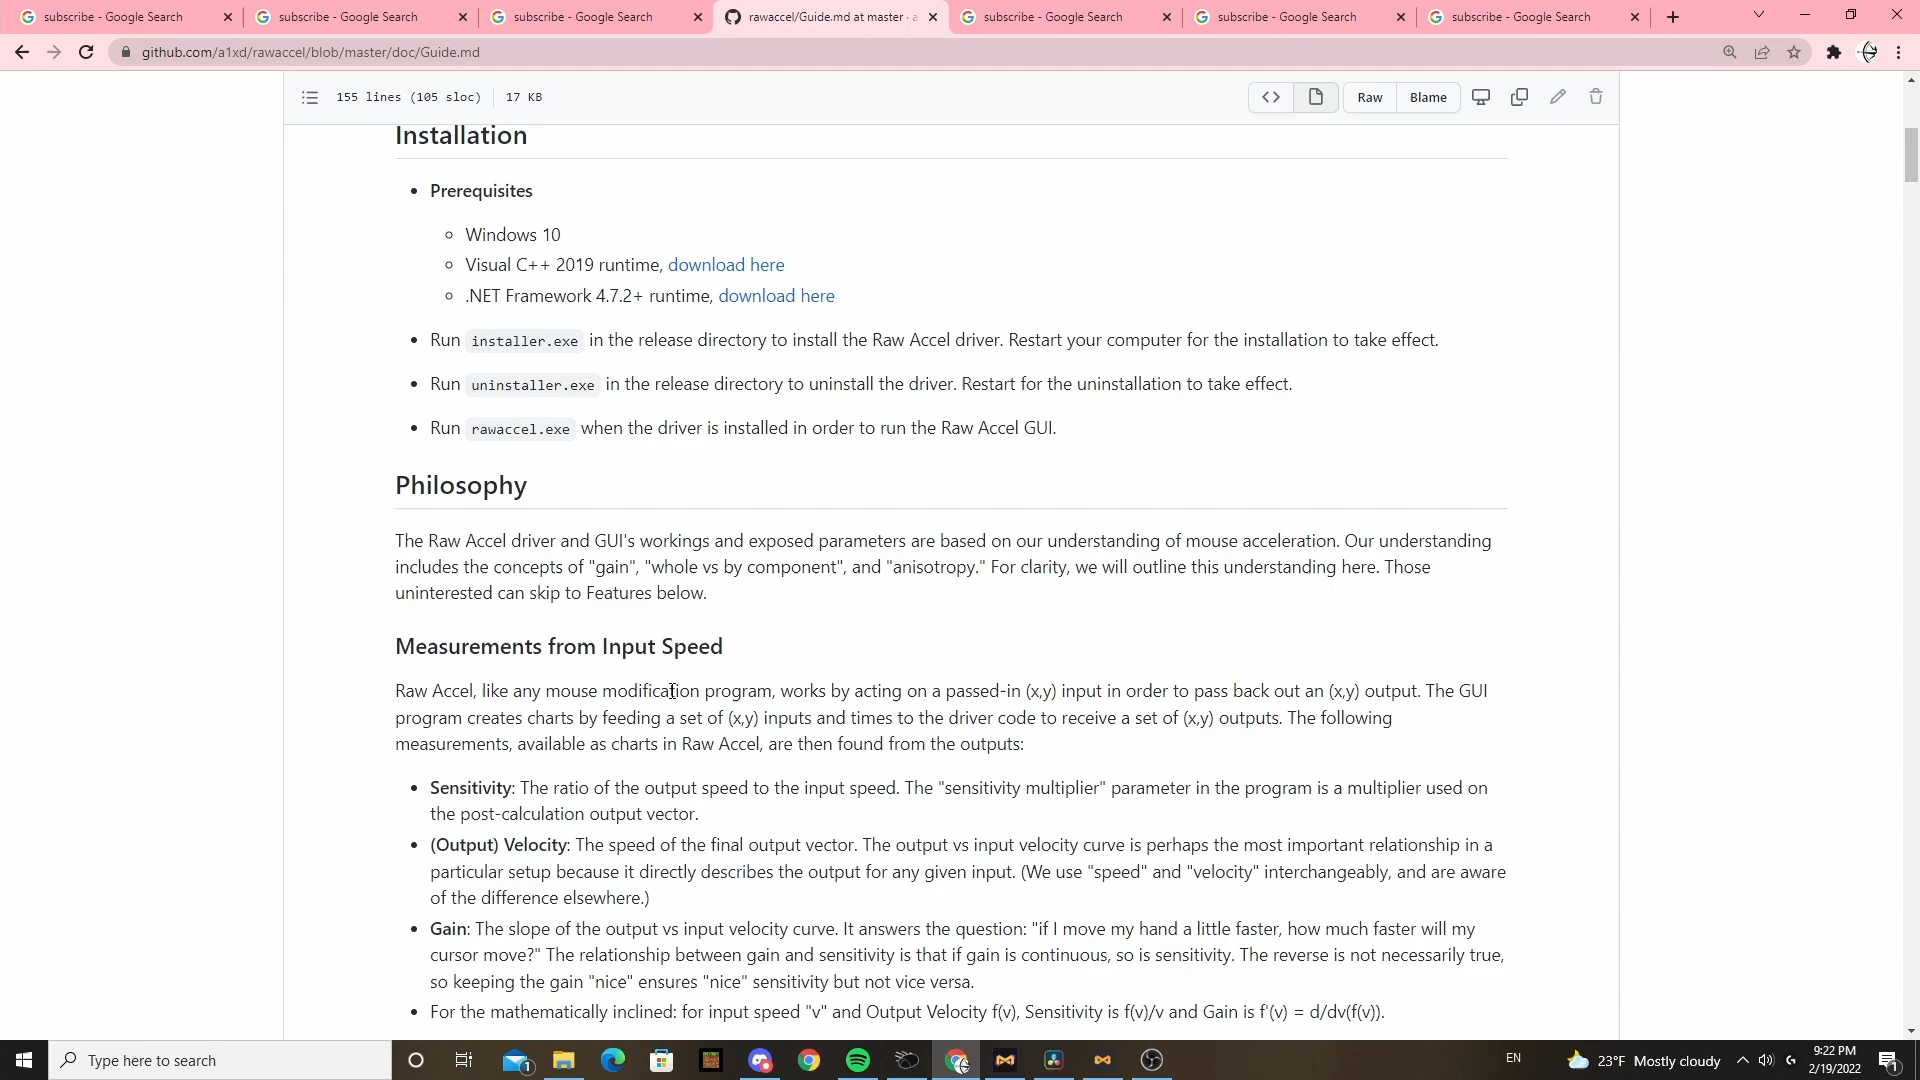 subscribe - Google Search
subscribe - Google Search
subscribe - Google Search
rawaccel/Guide.md at master · a
subscribe - Google Search
subscribe - Google Search
subscribe - Google Search
github.com/a1xd/rawaccel/blob/master/doc/Guide.md
155 lines (105 sloc) 17 KB
Raw Blame
Installation
Prerequisites
Windows 10
Visual C++ 2019 runtime, download here
.NET Framework 4.7.2+ runtime, download here
Run installer.exe in the release directory to install the Raw Accel driver. Restart your computer for the installation to take effect.
Run uninstaller.exe in the release directory to uninstall the driver. Restart for the uninstallation to take effect.
Run rawaccel.exe when the driver is installed in order to run the Raw Accel GUI.
Philosophy
The Raw Accel driver and GUI's workings and exposed parameters are based on our understanding of mouse acceleration. Our understanding
includes the concepts of "gain", "whole vs by component", and "anisotropy." For clarity, we will outline this understanding here. Those
uninterested can skip to Features below.
Measurements from Input Speed
Raw Accel, like any mouse modification program, works by acting on a passed-in (x,y) input in order to pass back out an (x,y) output. The GUI
program creates charts by feeding a set of (x,y) inputs and times to the driver code to receive a set of (x,y) outputs. The following
measurements, available as charts in Raw Accel, are then found from the outputs:
Sensitivity: The ratio of the output speed to the input speed. The "sensitivity multiplier" parameter in the program is a multiplier used on
the post-calculation output vector.
(Output) Velocity: The speed of the final output vector. The output vs input velocity curve is perhaps the most important relationship in a
particular setup because it directly describes the output for any given input. (We use "speed" and "velocity" interchangeably, and are aware
of the difference elsewhere.)
Gain: The slope of the output vs input velocity curve. It answers the question: "if I move my hand a little faster, how much faster will my
cursor move?" The relationship between gain and sensitivity is that if gain is continuous, so is sensitivity. The reverse is not necessarily true,
so keeping the gain "nice" ensures "nice" sensitivity but not vice versa.
For the mathematically inclined: for input speed "v" and Output Velocity f(v), Sensitivity is f(v)/v and Gain is f'(v) = d/dv(f(v)).
Type here to search
1
EN
23°F Mostly cloudy
9:22 PM
2/19/2022
1